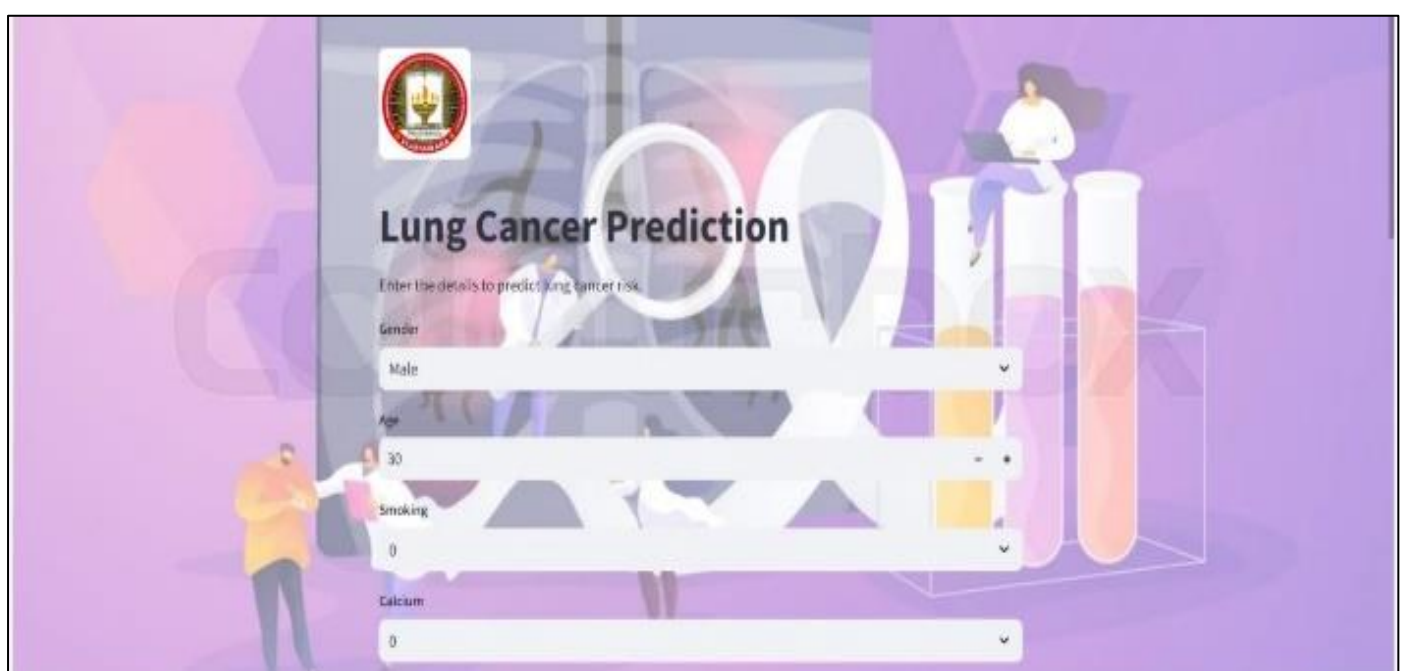 Lung Cancer Prediction
Enter the details to predict lung cancer risk.
Gender
Male
Age
30
- +
Smoking
0
Calcium
0